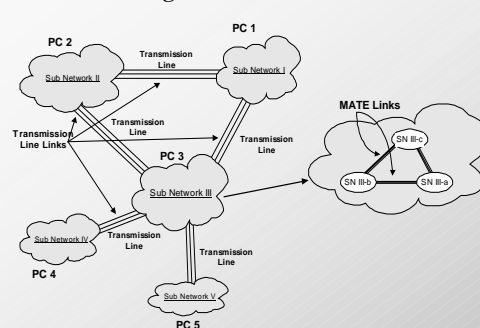 PC 1
PC 2
Transmission
Line
Sub Network I
Sub Network II
MATE Links
Transmission
Line Links
Transmission
Line
Transmission
Line
SN III-c
PC 3
SN III-b
SN III-a
Sub Network III
Sub Network IV
Transmission
Line
Transmission
Line
PC 4
Sub Network V
PC 5